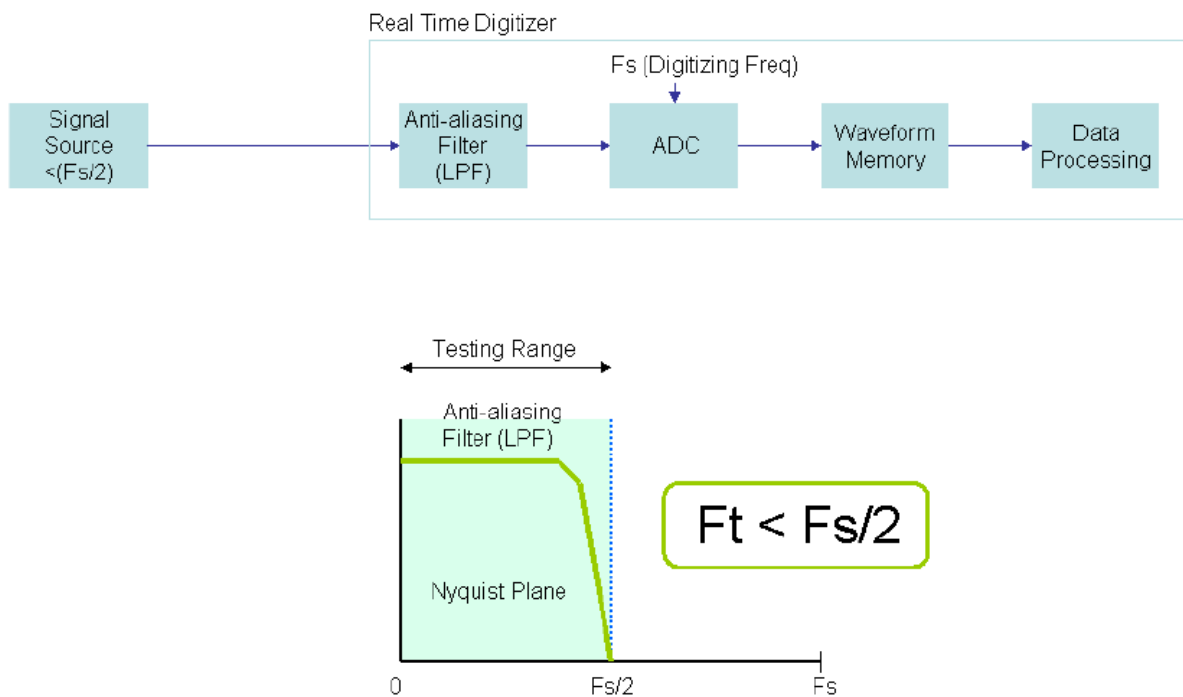 Real Time Digitizer
Fs (Digitizing Freq)
Signal
Source
<(Fs/2)
Anti-aliasing
Filter
(LPF)
ADC
Waveform
Memory
Data
Processing
Testing Range
Anti-aliasing
Filter (LPF)
Ft < Fs/2
Nyquist Plane
0
Fs/2
Fs